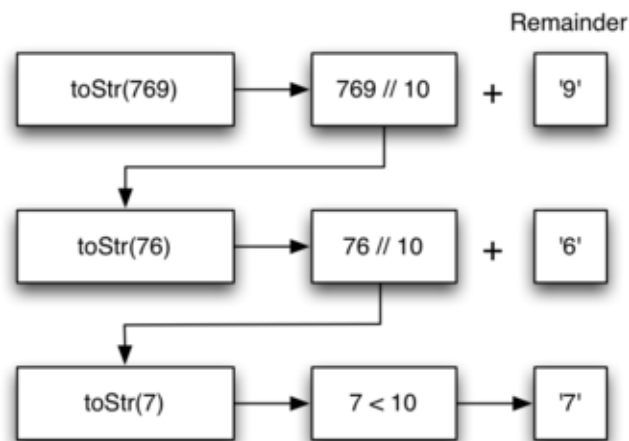 Remainder
toStr(769) 769 // 10 + '9'
toStr(76) 76 // 10 + '6'
toStr(7) 7 < 10 '7'